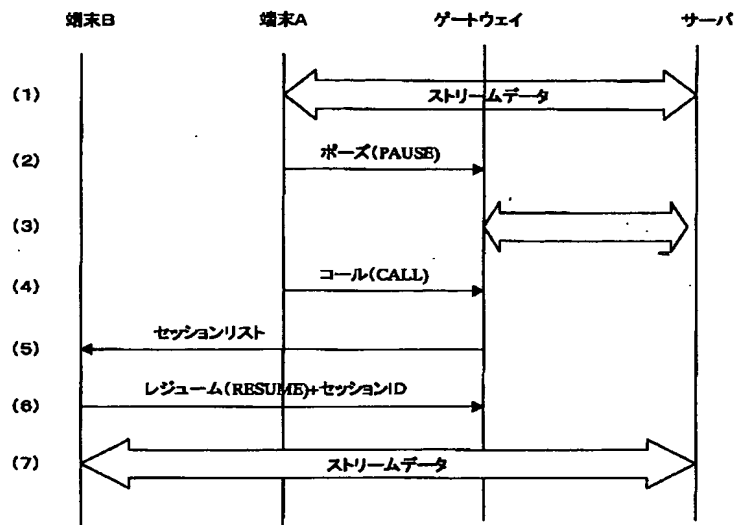 端末B 端末A ゲートウェイ サーバ
(1) ストリームデータ
(2) ポーズ(PAUSE)
(3)
(4) コール(CALL)
(5) セッションリスト
(6) レジューム(RESUME)+セッションID
(7) ストリームデータ